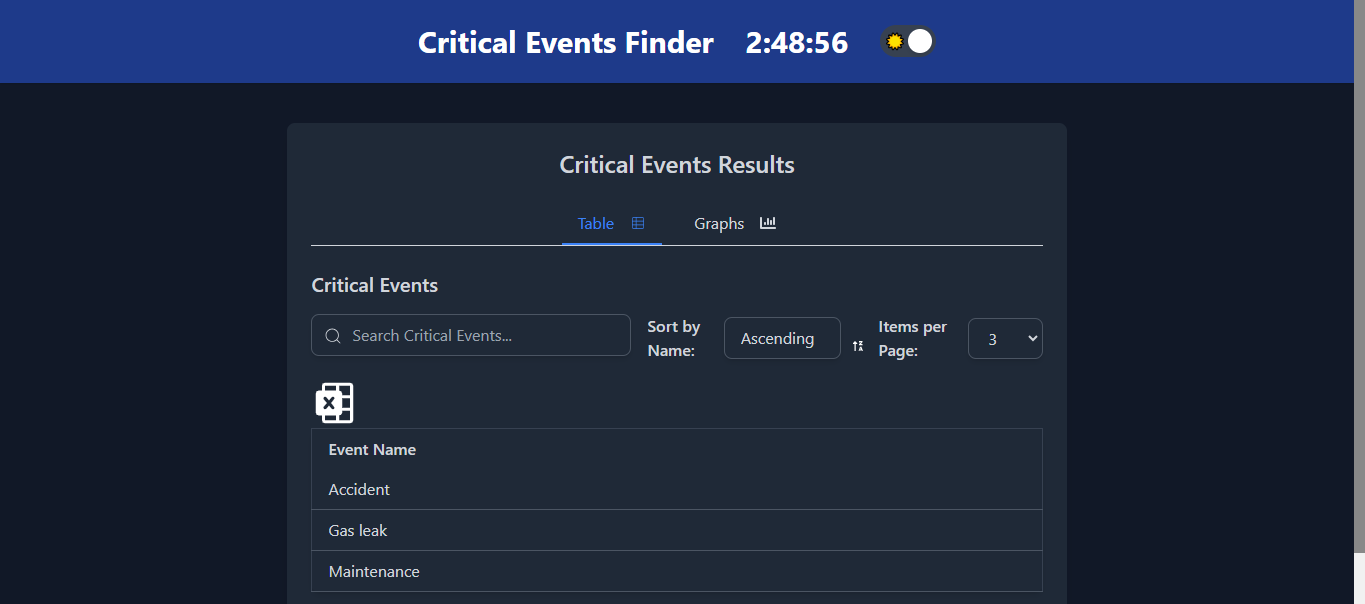 Critical Events Finder 2:48:56
Critical Events Results
Table Graphs
Critical Events
Search Critical Events...
Sort by
Name:
Ascending
Items per
Page:
3
Event Name
Accident
Gas leak
Maintenance